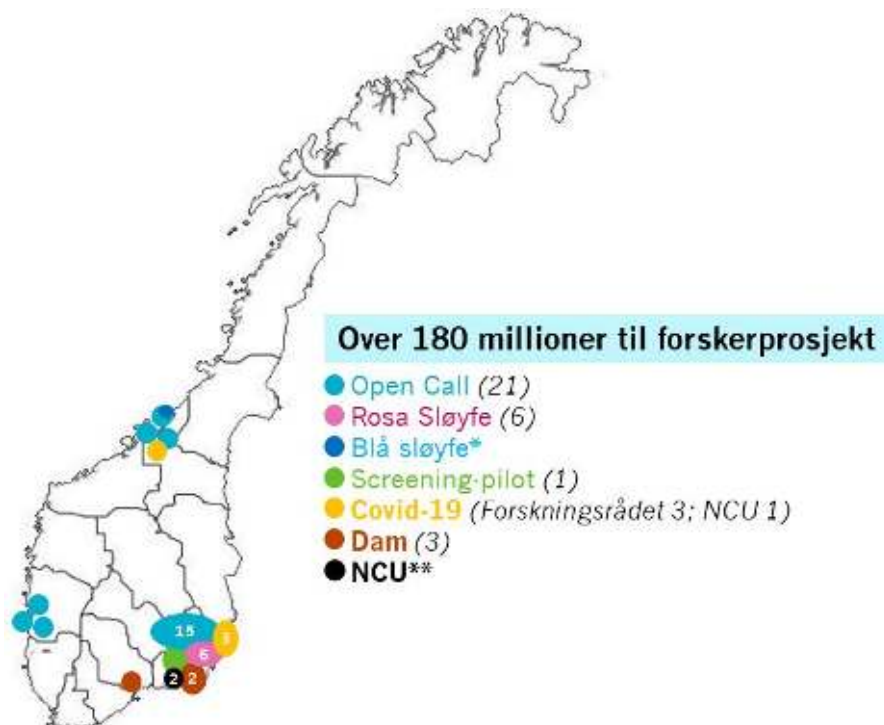 Over 180 millioner til forskerprosjekt
Open Call (21)
Rosa Sløyfe (6)
Blå sløyfe*
Screening-pilot (1)
Covid-19 (Forskningsrådet 3; NCU 1)
Dam (3)
NCU**
15
3
6
2
2